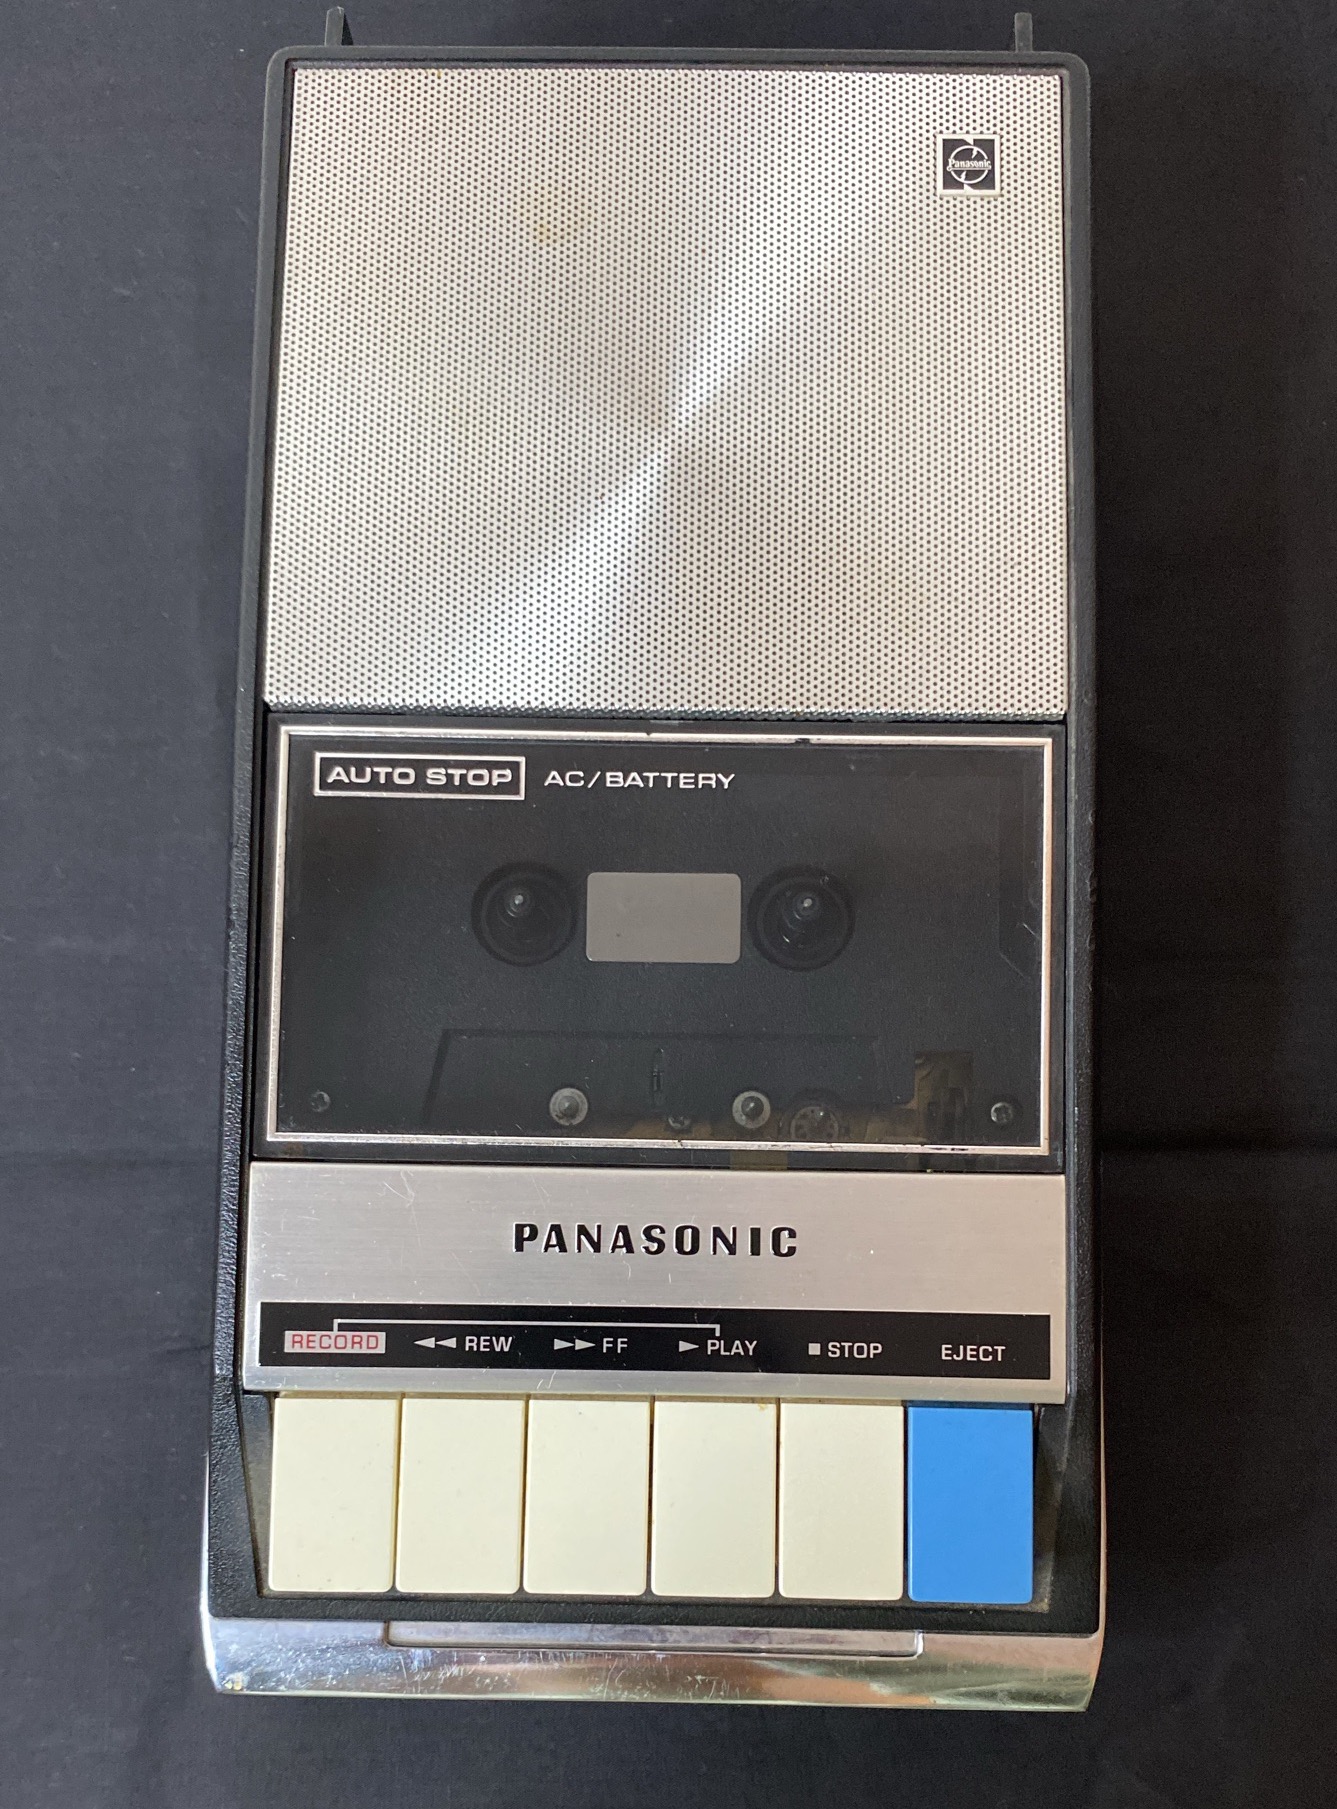 Panasonic
AUTO STOP AC/BATTERY
PANASONIC
RECORD ◄◄ REW ►► FF ► PLAY ■ STOP EJECT